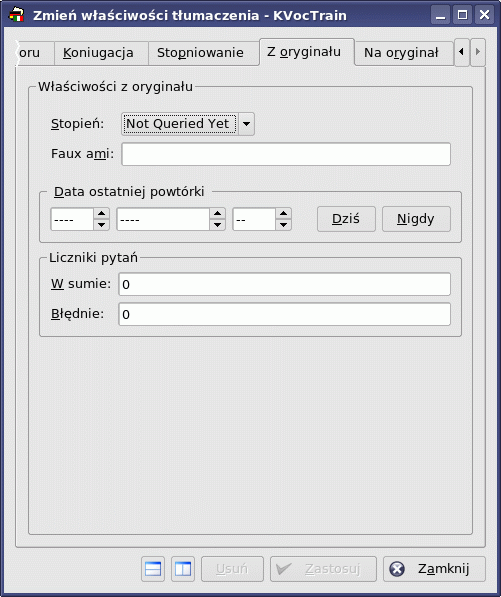 Zmień właściwości tłumaczenia - KVocTrain
oru Koniugacja Stopniowanie Z oryginału Na oryginał
Właściwości z oryginału
Stopień: Not Queried Yet
Faux ami:
Data ostatniej powtórki
---- ---- -- Dziś Nigdy
Liczniki pytań
W sumie: 0
Błędnie: 0
Usuń Zastosuj Zamknij